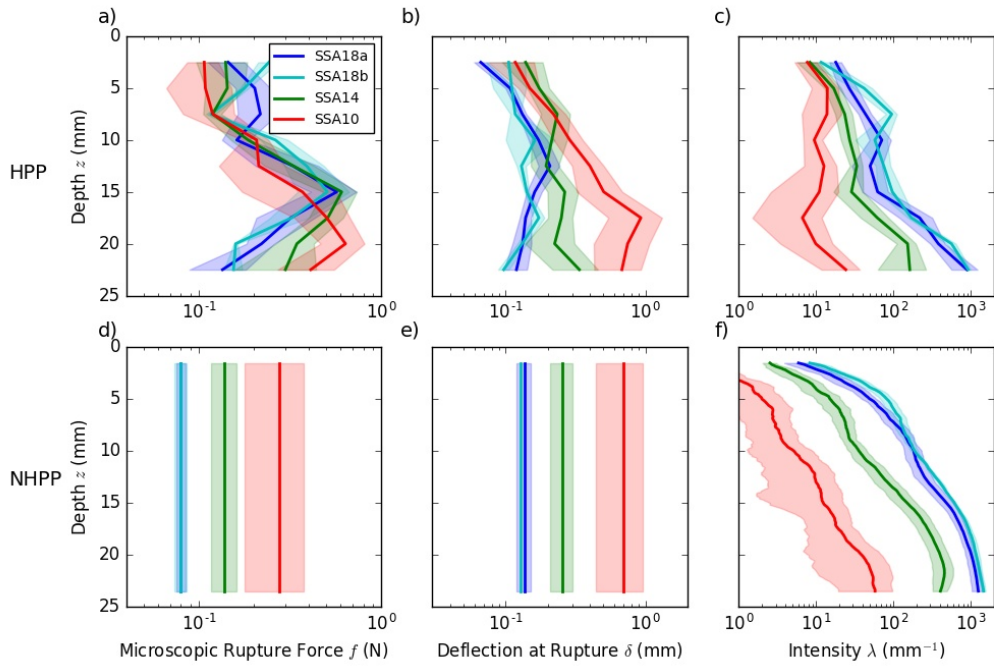 a)
b)
c)
0
5
10
15
20
25
Depth z (mm)
HPP
SSA18a
SSA18b
SSA14
SSA10
10⁻¹
10⁰
10⁻¹
10⁰
10⁰
10¹
10²
10³
d)
e)
f)
0
5
10
15
20
25
Depth z (mm)
NHPP
10⁻¹
10⁰
10⁻¹
10⁰
10⁰
10¹
10²
10³
Microscopic Rupture Force f (N)
Deflection at Rupture δ (mm)
Intensity λ (mm⁻¹)